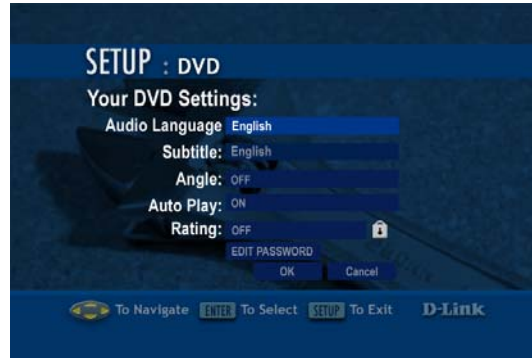 SETUP : DVD
Your DVD Settings:
Audio Language English
Subtitle: English
Angle: OFF
Auto Play: ON
Rating: OFF
EDIT PASSWORD
OK Cancel
To Navigate ENTER To Select SETUP To Exit D-Link